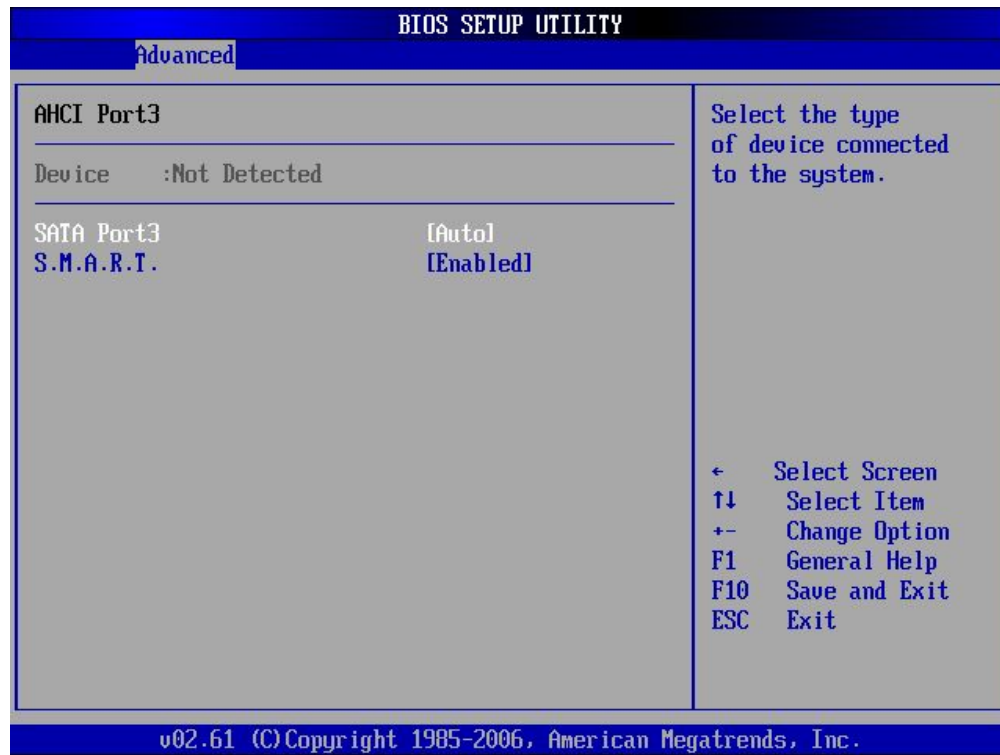 BIOS SETUP UTILITY
Advanced
AHCI Port3
Device :Not Detected
SATA Port3 [Auto]
S.M.A.R.T. [Enabled]
Select the type
of device connected
to the system.
← Select Screen
↑↓ Select Item
+- Change Option
F1 General Help
F10 Save and Exit
ESC Exit
v02.61 (C)Copyright 1985-2006, American Megatrends, Inc.